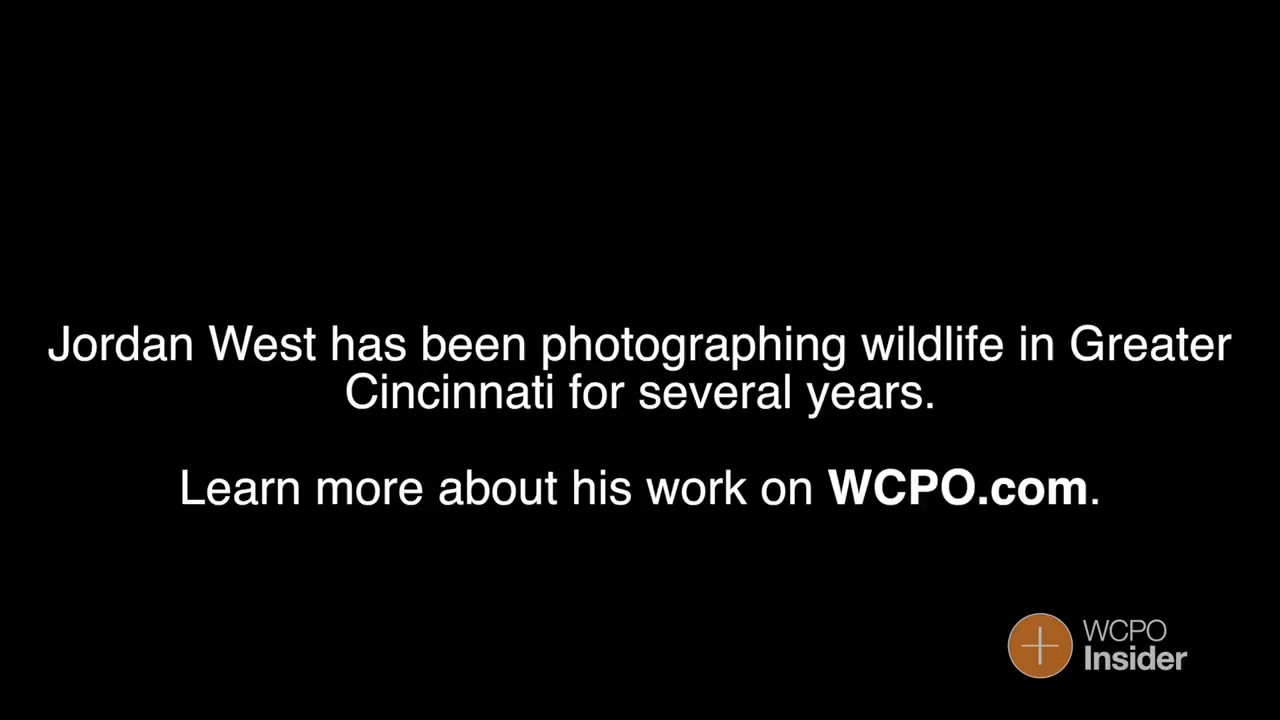 Jordan West has been photographing wildlife in Greater
Cincinnati for several years.
Learn more about his work on WCPO.com.
WCPO
Insider